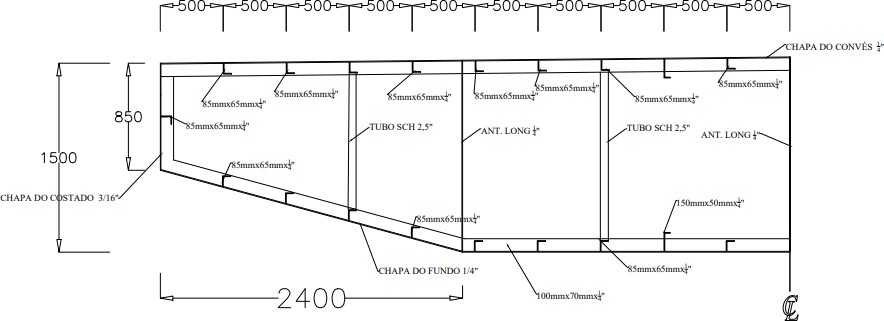 500 500 500 500 500 500 500 500 500 500
CHAPA DO CONVÉS ¼"
85mmx65mmx¼"
85mmx65mmx¼"
85mmx65mmx¼"
85mmx65mmx¼"
85mmx65mmx¼"
85mmx65mmx¼"
85mmx65mmx¼"
850
85mmx65mmx¼"
TUBO SCH 2,5"
ANT. LONG ¼"
TUBO SCH 2,5"
ANT. LONG ¼"
1500
85mmx65mmx¼"
CHAPA DO COSTADO 3/16"
150mmx50mmx¼"
85mmx65mmx¼"
CHAPA DO FUNDO 1/4"
85mmx65mmx¼"
2400
100mmx70mmx¼"
CL